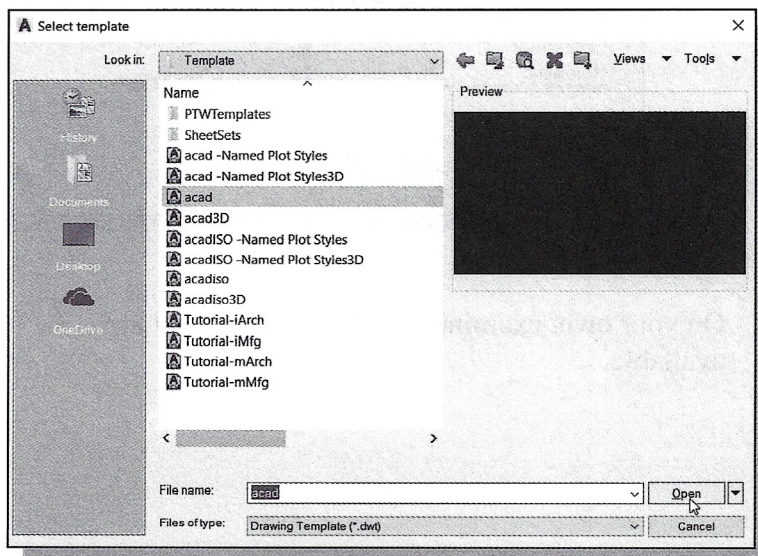 Select template
Look in: Template Views Tools
Name
Preview
PTWTemplates
SheetSets
acad -Named Plot Styles
acad -Named Plot Styles3D
acad
acad3D
acadISO -Named Plot Styles
acadISO -Named Plot Styles3D
acadiso
acadiso3D
Tutorial-iArch
Tutorial-iMfg
Tutorial-mArch
Tutorial-mMfg
History
Documents
Desktop
OneDrive
File name: acad Open
Files of type: Drawing Template (*.dwt) Cancel